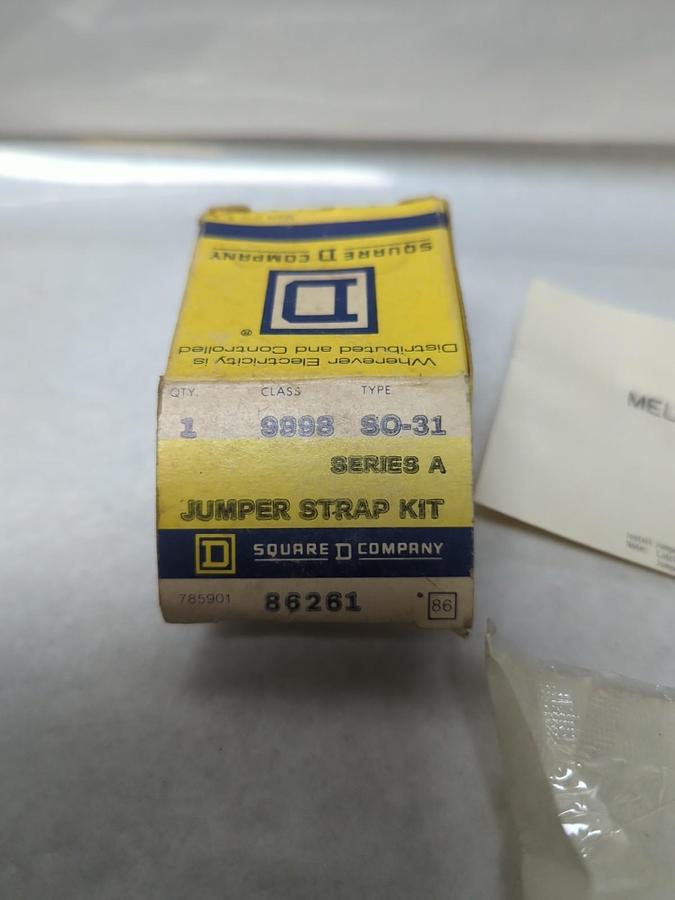 SQUARE D COMPANY
D
®
Wherever Electricity is
Distributed and Controlled
QTY. CLASS TYPE
1 9998 SO-31
SERIES A
JUMPER STRAP KIT
D SQUARE D COMPANY
785901 86261 86
MEL